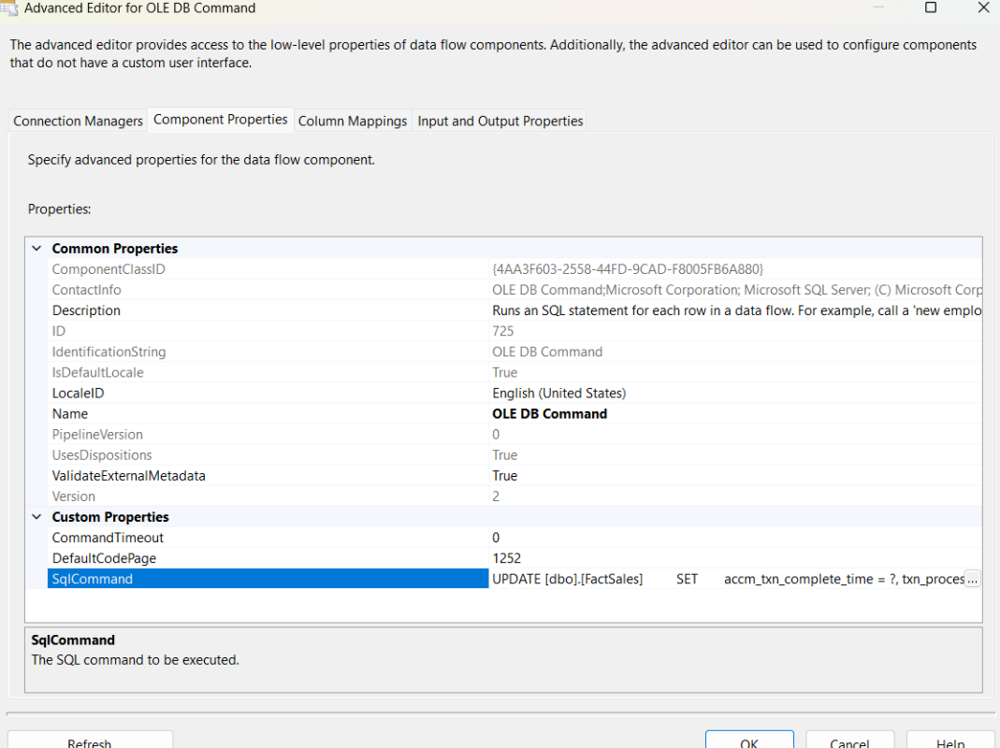 Advanced Editor for OLE DB Command
The advanced editor provides access to the low-level properties of data flow components. Additionally, the advanced editor can be used to configure components
that do not have a custom user interface.
Connection Managers Component Properties Column Mappings Input and Output Properties
Specify advanced properties for the data flow component.
Properties:
Common Properties
ComponentClassID {4AA3F603-2558-44FD-9CAD-F8005FB6A880}
ContactInfo OLE DB Command;Microsoft Corporation; Microsoft SQL Server; (C) Microsoft Corp
Description Runs an SQL statement for each row in a data flow. For example, call a 'new emplo
ID 725
IdentificationString OLE DB Command
IsDefaultLocale True
LocaleID English (United States)
Name OLE DB Command
PipelineVersion 0
UsesDispositions True
ValidateExternalMetadata True
Version 2
Custom Properties
CommandTimeout 0
DefaultCodePage 1252
SqlCommand UPDATE [dbo].[FactSales] SET accm_txn_complete_time = ?, txn_proces ...
SqlCommand
The SQL command to be executed.
Refresh OK Cancel Help